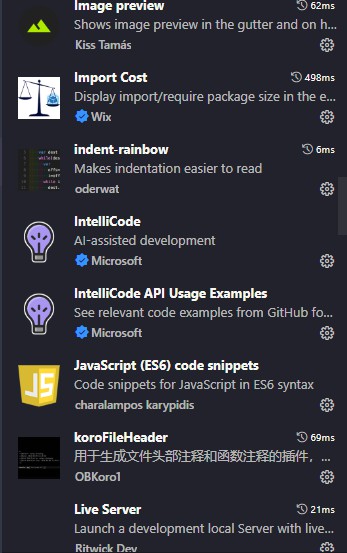 Image preview 62ms
Shows image preview in the gutter and on h...
Kiss Tamás
Import Cost 498ms
Display import/require package size in the e...
Wix
indent-rainbow 6ms
Makes indentation easier to read
oderwat
IntelliCode
AI-assisted development
Microsoft
IntelliCode API Usage Examples
See relevant code examples from GitHub fo...
Microsoft
JS
JavaScript (ES6) code snippets
Code snippets for JavaScript in ES6 syntax
charalampos karypidis
koroFileHeader 69ms
用于生成文件头部注释和函数注释的插件，...
OBKoro1
Live Server 21ms
Launch a development local Server with live...
Ritwick Dey